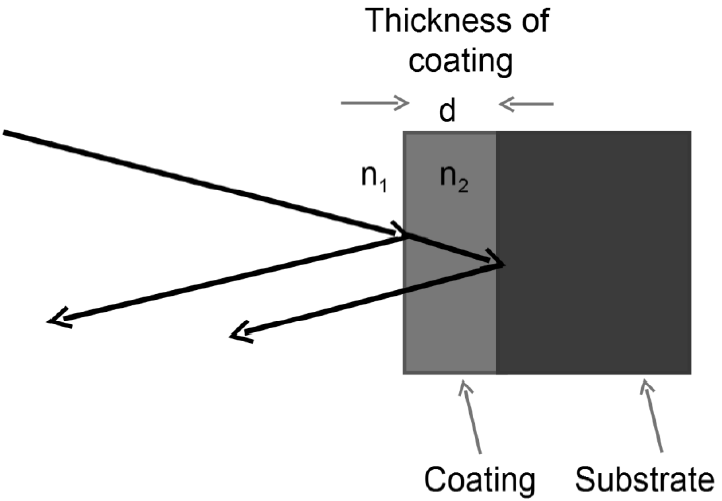 Thickness of
coating
d
n₁ n₂
Coating Substrate